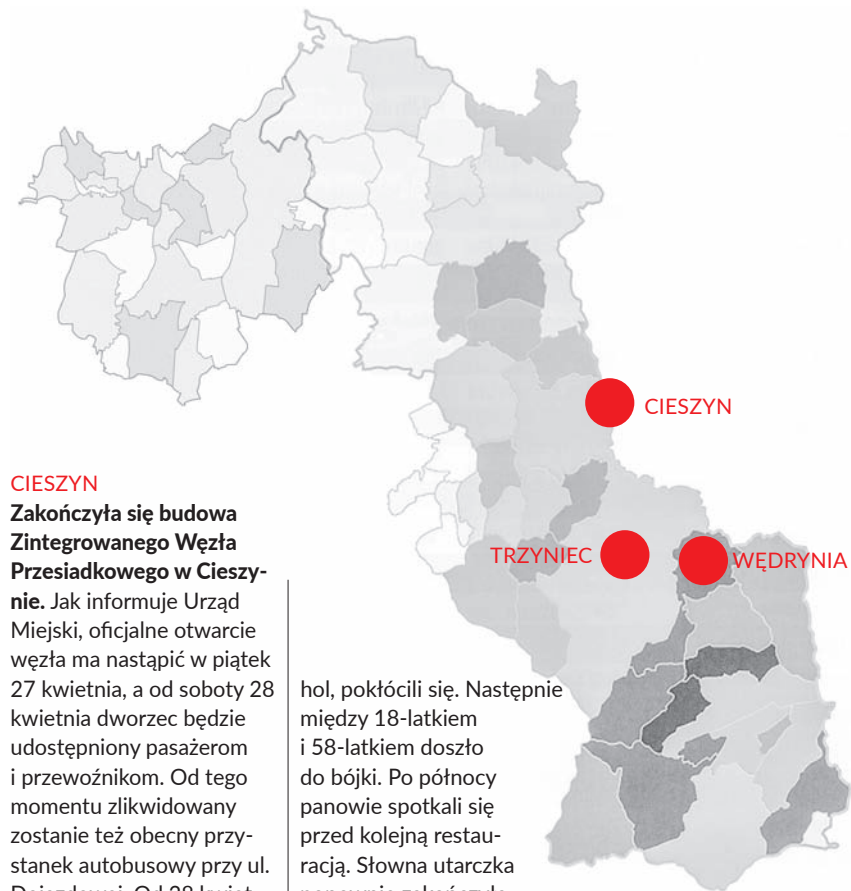 CIESZYN
TRZYNIEC
WĘDRYNIA
CIESZYN
Zakończyła się budowa
Zintegrowanego Węzła
Przesiadkowego w Cieszy-
nie. Jak informuje Urząd
Miejski, oficjalne otwarcie
węzła ma nastąpić w piątek
27 kwietnia, a od soboty 28
kwietnia dworzec będzie
udostępniony pasażerom
i przewoźnikom. Od tego
momentu zlikwidowany
zostanie też obecny przy-
stanek autobusowy przy ul.
hol, pokłócili się. Następnie
między 18-latkiem
i 58-latkiem doszło
do bójki. Po północy
panowie spotkali się
przed kolejną restau-
racją. Słowna utarczka